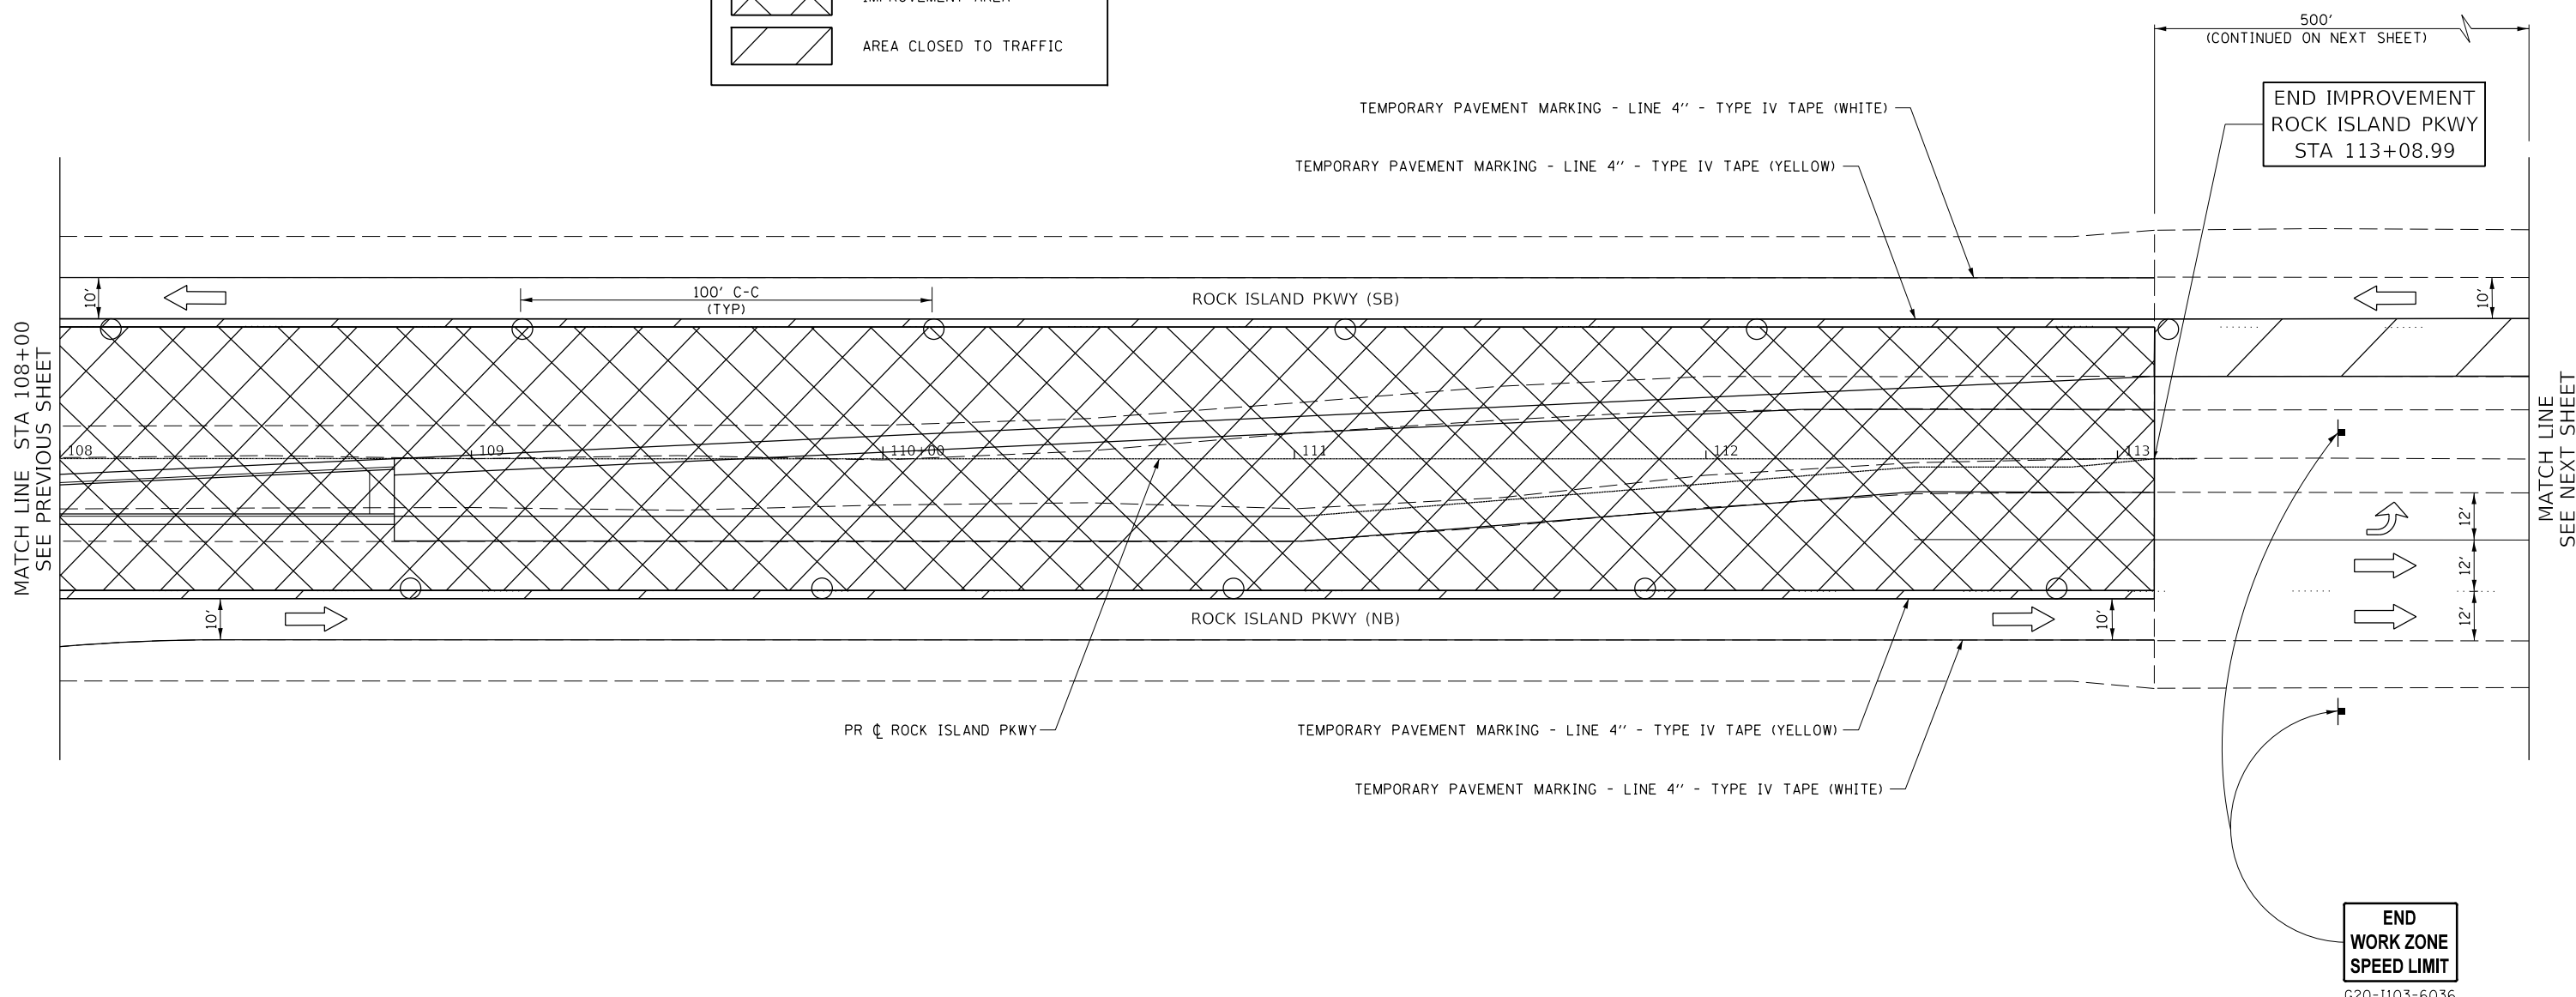 IMPROVEMENT AREA
AREA CLOSED TO TRAFFIC
500'
(CONTINUED ON NEXT SHEET)
END IMPROVEMENT
ROCK ISLAND PKWY
STA 113+08.99
TEMPORARY PAVEMENT MARKING - LINE 4'' - TYPE IV TAPE (WHITE)
TEMPORARY PAVEMENT MARKING - LINE 4'' - TYPE IV TAPE (YELLOW)
10'
100' C-C
(TYP)
ROCK ISLAND PKWY (SB)
10'
MATCH LINE STA 108+00
SEE PREVIOUS SHEET
108
109
110+00
111
112
113
MATCH LINE
SEE NEXT SHEET
12'
12'
12'
10'
ROCK ISLAND PKWY (NB)
10'
PR ℄ ROCK ISLAND PKWY
TEMPORARY PAVEMENT MARKING - LINE 4'' - TYPE IV TAPE (YELLOW)
TEMPORARY PAVEMENT MARKING - LINE 4'' - TYPE IV TAPE (WHITE)
END
WORK ZONE
SPEED LIMIT
G20-I103-6036